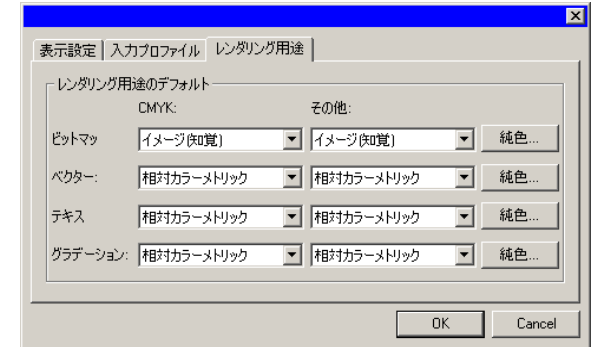 表示設定 入力プロファイル レンダリング用途
レンダリング用途のデフォルト
CMYK: その他:
ビットマッ イメージ(知覚) イメージ(知覚) 純色...
ベクター: 相対カラーメトリック 相対カラーメトリック 純色...
テキス 相対カラーメトリック 相対カラーメトリック 純色...
グラデーション: 相対カラーメトリック 相対カラーメトリック 純色...
OK Cancel